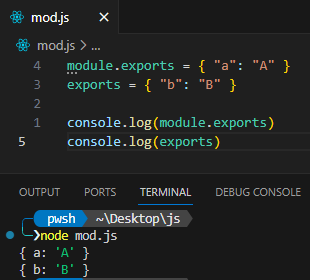 mod.js ×
mod.js > ...
4 module.exports = { "a": "A" }
3 exports = { "b": "B" }
1 console.log(module.exports)
5 console.log(exports)
OUTPUT PORTS TERMINAL DEBUG CONSOLE
pwsh ~\Desktop\js
❯node mod.js
{ a: 'A' }
{ b: 'B' }